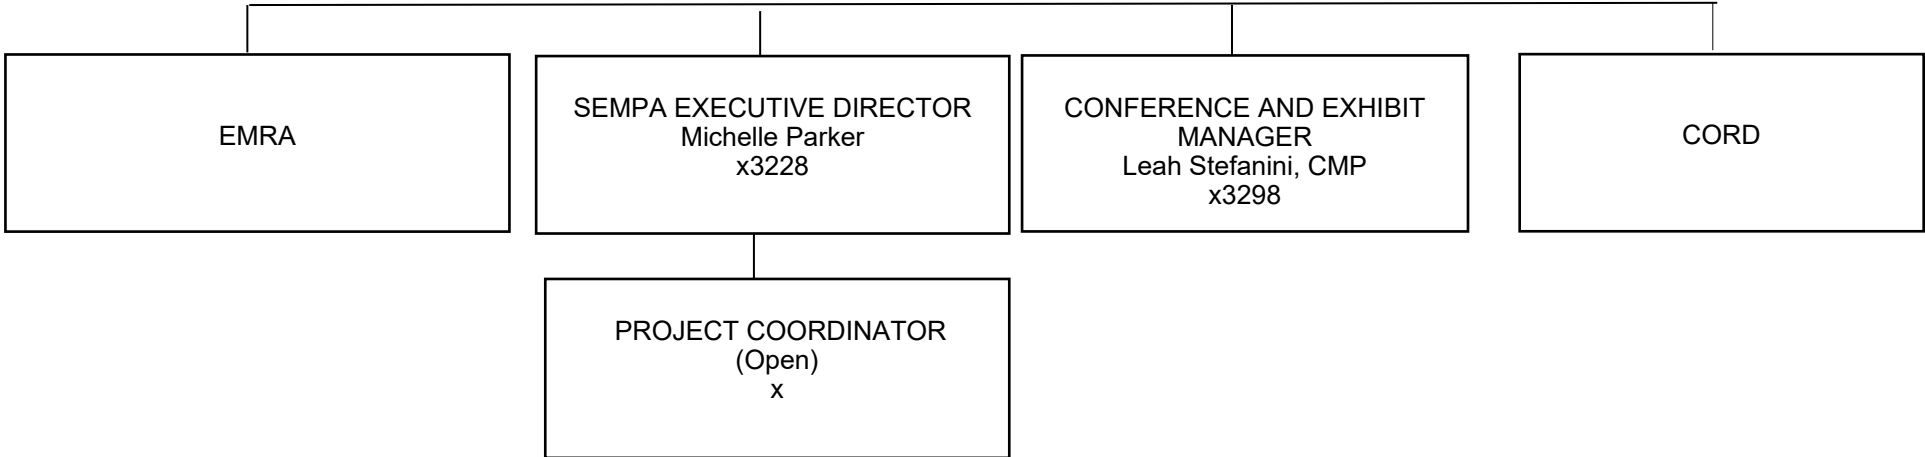 EMRA
SEMPA EXECUTIVE DIRECTOR
Michelle Parker
x3228
CONFERENCE AND EXHIBIT
MANAGER
Leah Stefanini, CMP
x3298
CORD
PROJECT COORDINATOR
(Open)
x